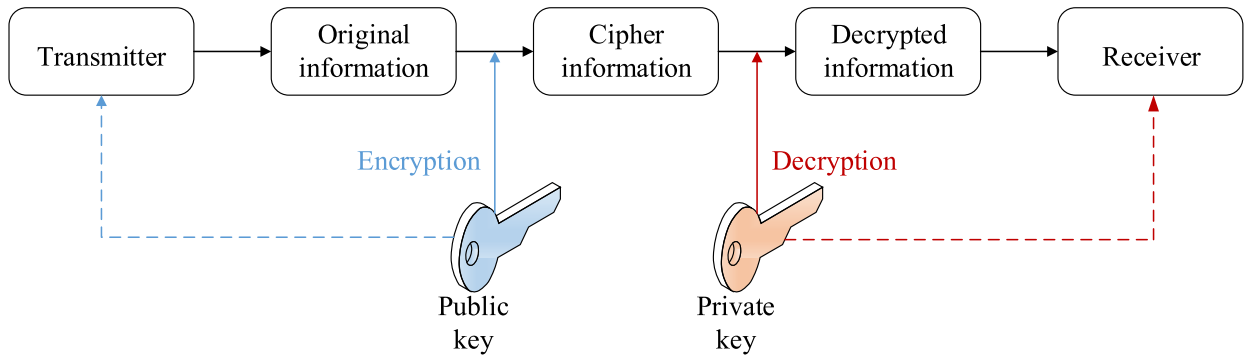 Transmitter
Original
information
Cipher
information
Decrypted
information
Receiver
Encryption
Decryption
Public
key
Private
key